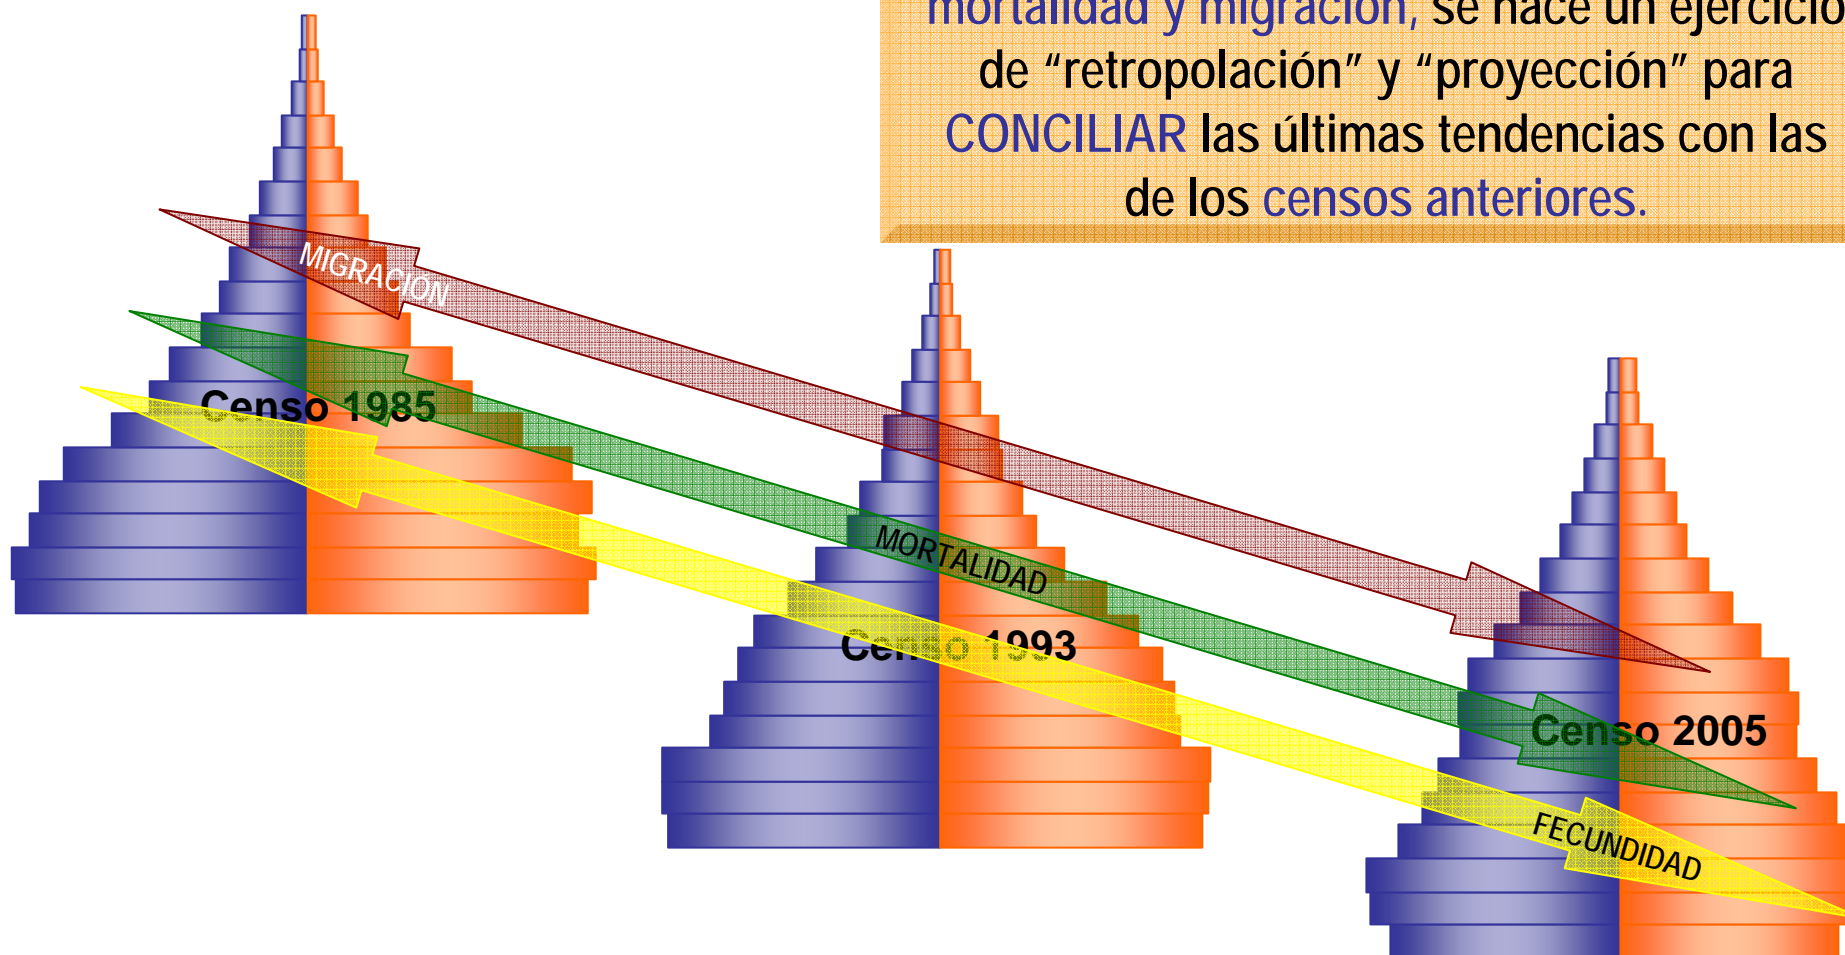 mortalidad y migración, se hace un ejercicio
de “retropolación” y “proyección” para
CONCILIAR las últimas tendencias con las
de los censos anteriores.
MIGRACIÓN
Censo 1985
MORTALIDAD
Censo 1993
Censo 2005
FECUNDIDAD